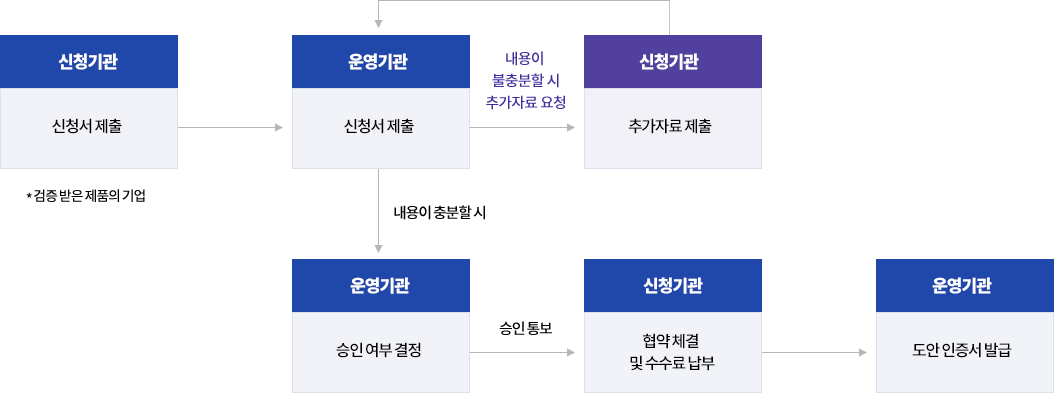 신청기관
신청서 제출
* 검증 받은 제품의 기업
운영기관
신청서 제출
내용이
불충분할 시
추가자료 요청
신청기관
추가자료 제출
내용이 충분할 시
운영기관
승인 여부 결정
승인 통보
신청기관
협약 체결
및 수수료 납부
운영기관
도안 인증서 발급